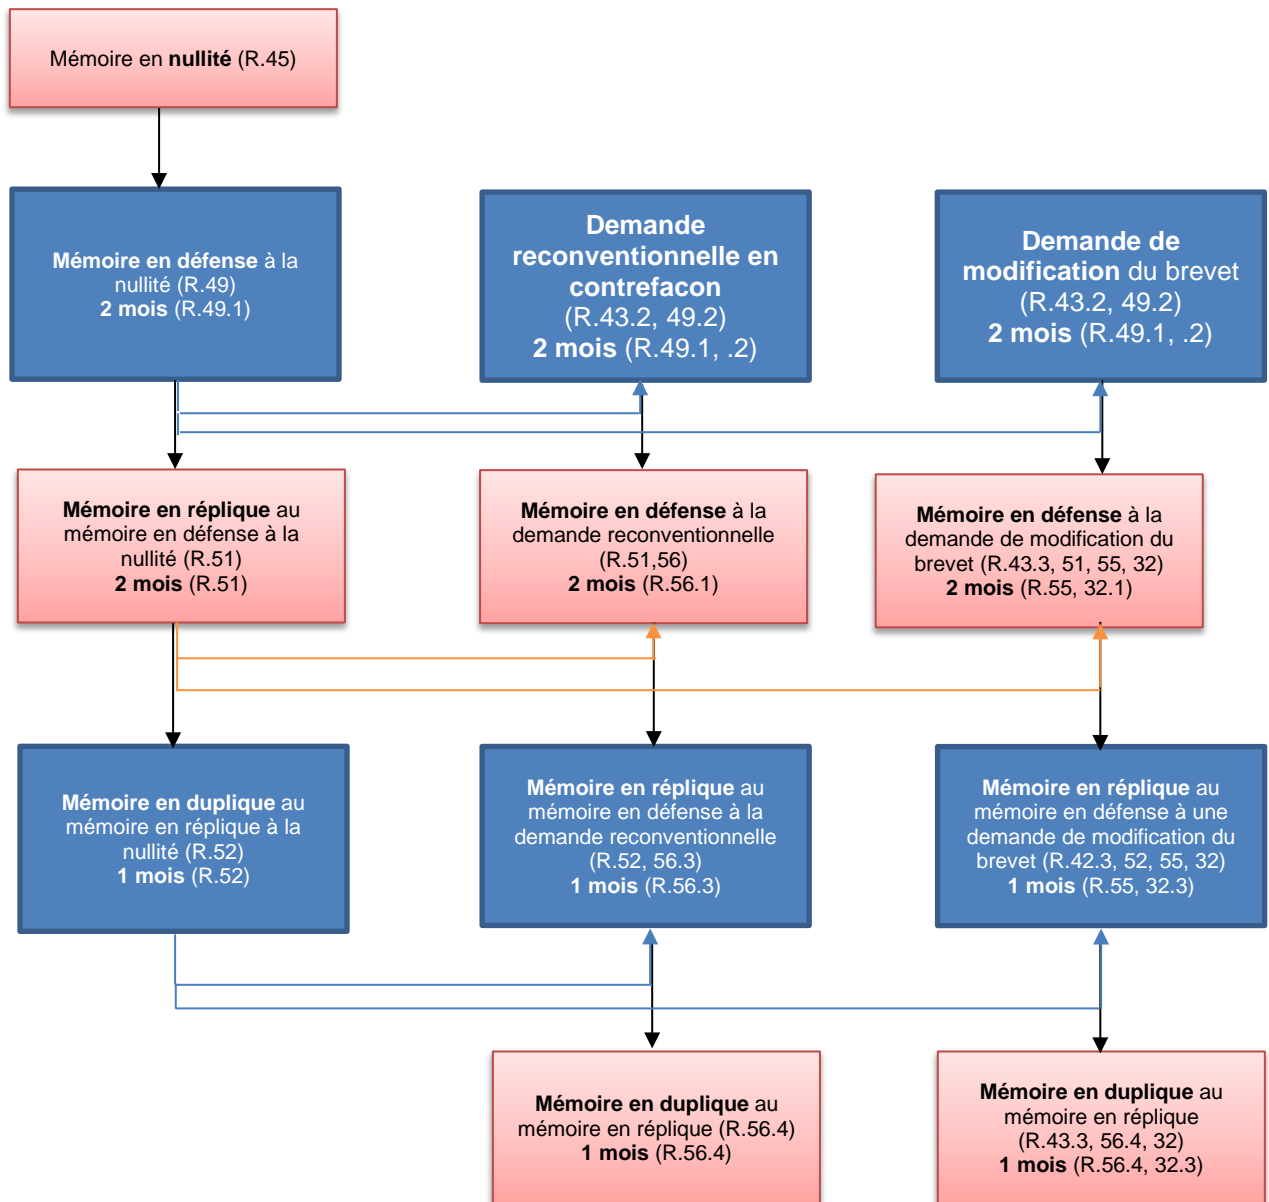 Mémoire en nullité (R.45)
Mémoire en défense à la
nullité (R.49)
2 mois (R.49.1)
Demande
reconventionnelle en
contrefacon
(R.43.2, 49.2)
2 mois (R.49.1, .2)
Demande de
modification du brevet
(R.43.2, 49.2)
2 mois (R.49.1, .2)
Mémoire en réplique au
mémoire en défense à la
nullité (R.51)
2 mois (R.51)
Mémoire en défense à la
demande reconventionnelle
(R.51,56)
2 mois (R.56.1)
Mémoire en défense à la
demande de modification du
brevet (R.43.3, 51, 55, 32)
2 mois (R.55, 32.1)
Mémoire en duplique au
mémoire en réplique à la
nullité (R.52)
1 mois (R.52)
Mémoire en réplique au
mémoire en défense à la
demande reconventionnelle
(R.52, 56.3)
1 mois (R.56.3)
Mémoire en réplique au
mémoire en défense à une
demande de modification du
brevet (R.42.3, 52, 55, 32)
1 mois (R.55, 32.3)
Mémoire en duplique au
mémoire en réplique (R.56.4)
1 mois (R.56.4)
Mémoire en duplique au
mémoire en réplique
(R.43.3, 56.4, 32)
1 mois (R.56.4, 32.3)